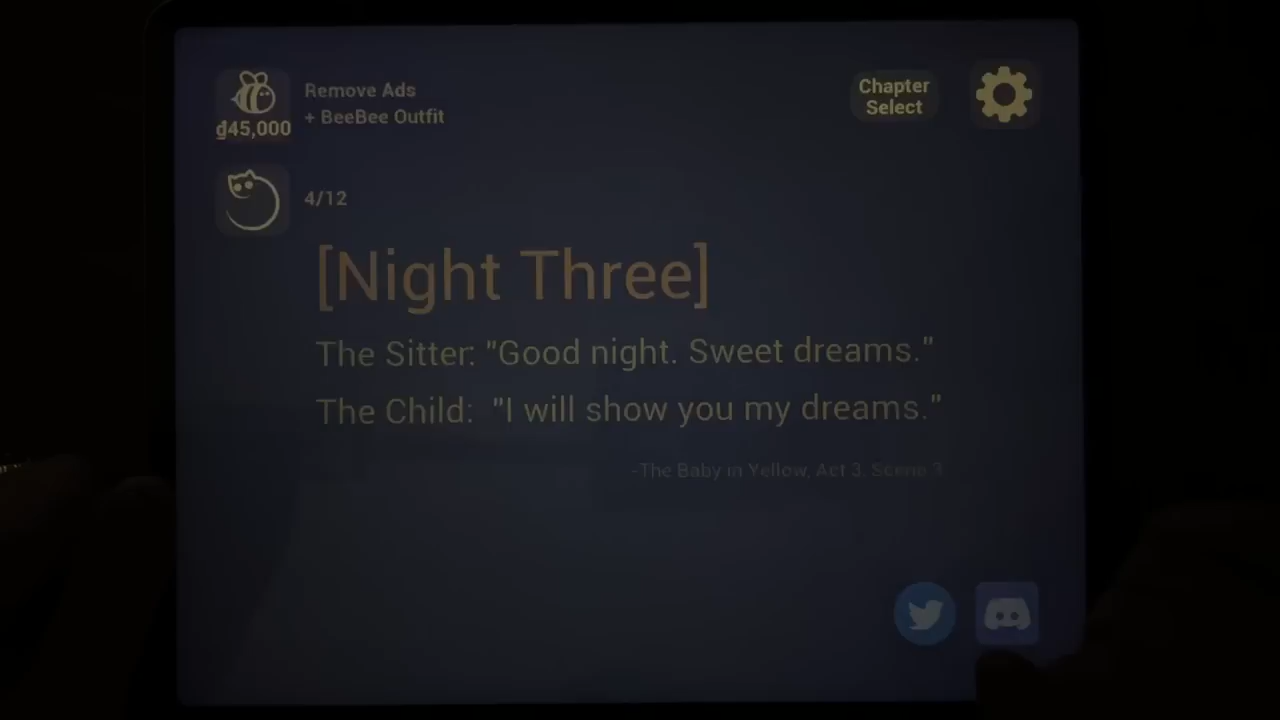 Remove Ads
+ BeeBee Outfit
₫45,000
Chapter
Select
4/12
[Night Three]
The Sitter: "Good night. Sweet dreams."
The Child: "I will show you my dreams."
-The Baby in Yellow, Act 3, Scene 3